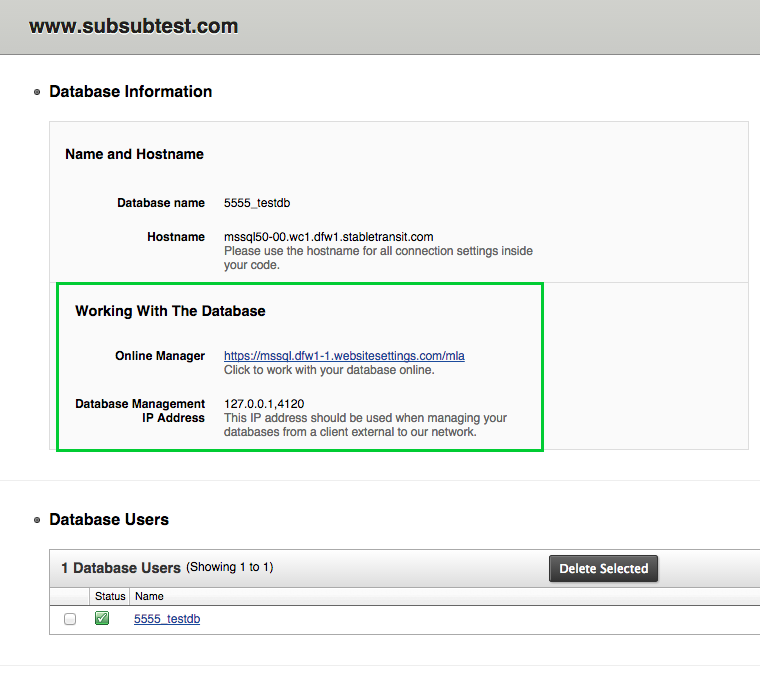 www.subsubtest.com
Database Information
Name and Hostname
Database name 5555_testdb
Hostname mssql50-00.wc1.dfw1.stabletransit.com
Please use the hostname for all connection settings inside
your code.
Working With The Database
Online Manager https://mssql.dfw1-1.websitesettings.com/mla
Click to work with your database online.
Database Management 127.0.0.1,4120
IP Address This IP address should be used when managing your
databases from a client external to our network.
Database Users
1 Database Users (Showing 1 to 1) Delete Selected
Status Name
5555_testdb